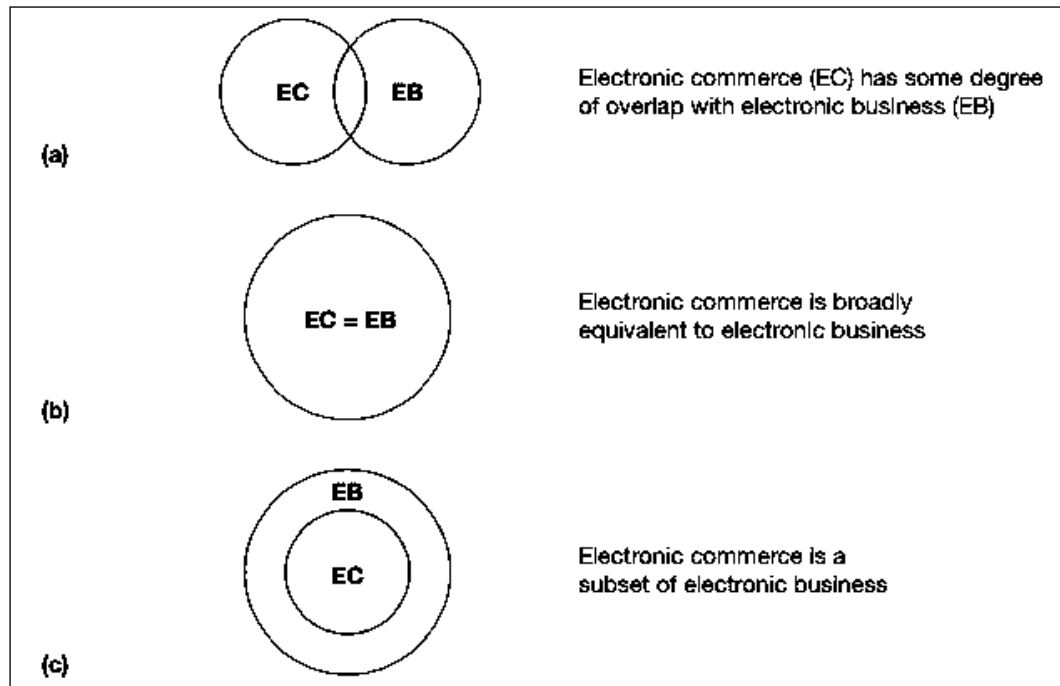 EC EB
Electronic commerce (EC) has some degree
of overlap with electronic business (EB)
(a)
EC = EB
Electronic commerce is broadly
equivalent to electronic business
(b)
EB
EC
Electronic commerce is a
subset of electronic business
(c)